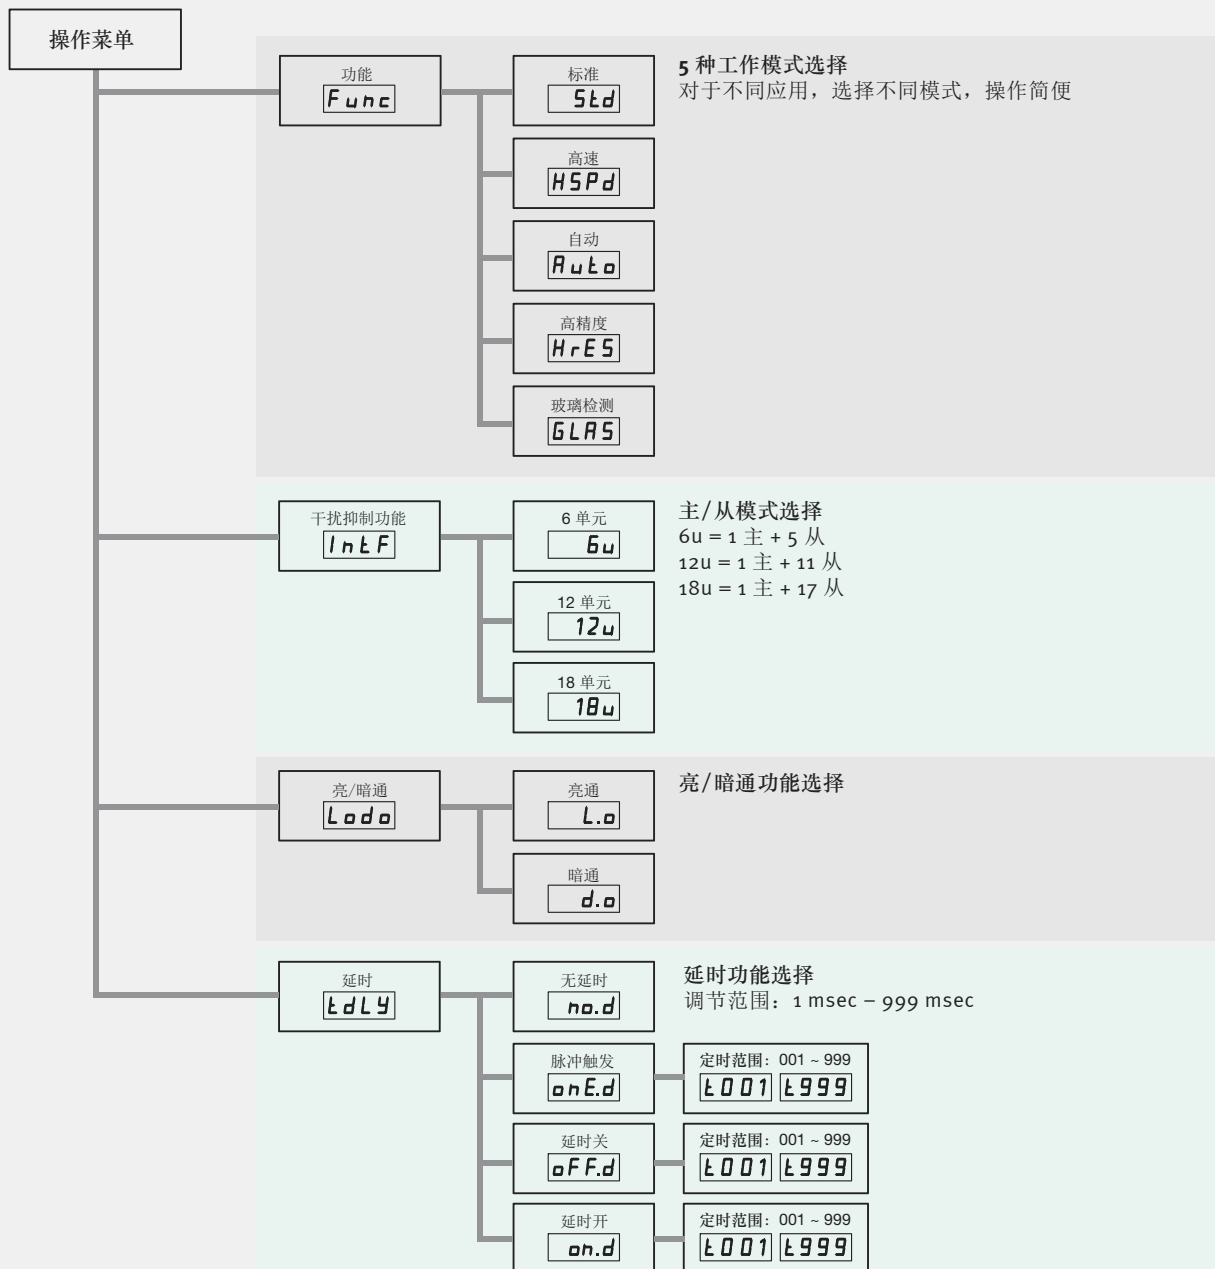 操作菜单
功能
Func
标准
Std
5 种工作模式选择
对于不同应用，选择不同模式，操作简便
高速
HSPd
自动
Auto
高精度
HrES
玻璃检测
GLAS
干扰抑制功能
IntF
6 单元
6u
主/从模式选择
6u = 1 主 + 5 从
12u = 1 主 + 11 从
18u = 1 主 + 17 从
12 单元
12u
18 单元
18u
亮/暗通
Lodo
亮通
L.o
亮/暗通功能选择
暗通
d.o
延时
tdLY
无延时
no.d
延时功能选择
调节范围：1 msec – 999 msec
脉冲触发
onE.d
定时范围：001 ~ 999
t001 t999
延时关
oFF.d
定时范围：001 ~ 999
t001 t999
延时开
on.d
定时范围：001 ~ 999
t001 t999